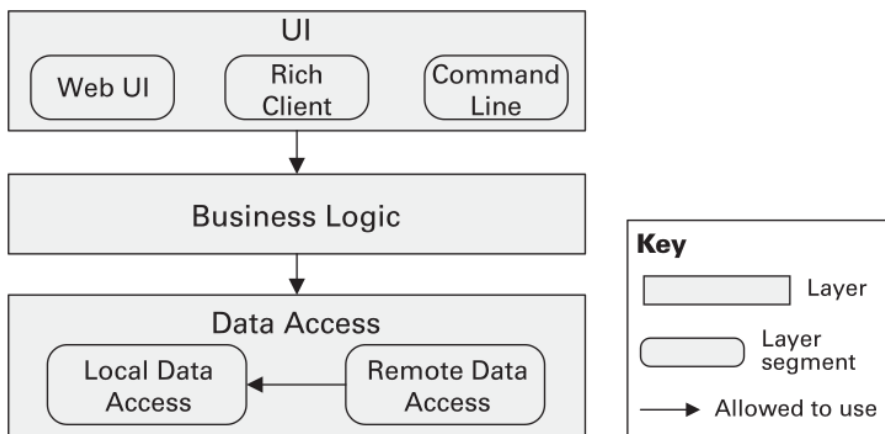 UI
Web UI
Rich
Client
Command
Line
Business Logic
Data Access
Local Data
Access
Remote Data
Access
Key
Layer
Layer
segment
Allowed to use